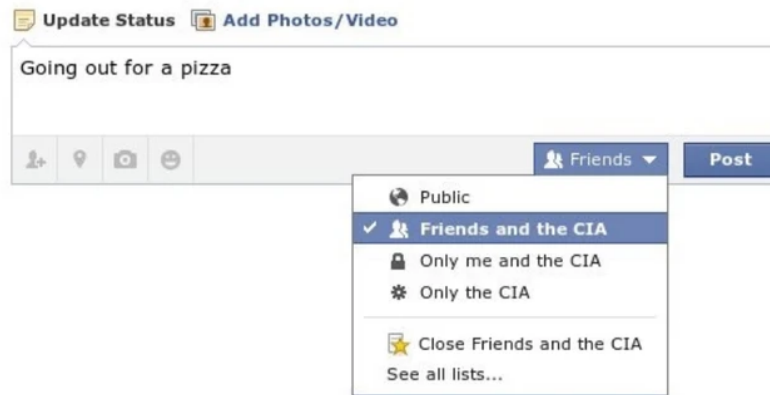 Update Status Add Photos/Video
Going out for a pizza
Friends Post
Public
Friends and the CIA
Only me and the CIA
Only the CIA
Close Friends and the CIA
See all lists...